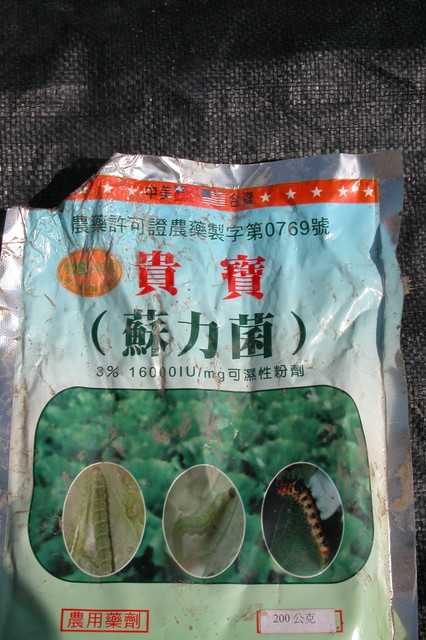 中美 台資
農藥許可證農藥製字第0769號
貴寶
(蘇力菌)
3% 16000IU/mg可濕性粉劑
農用藥劑
200公克